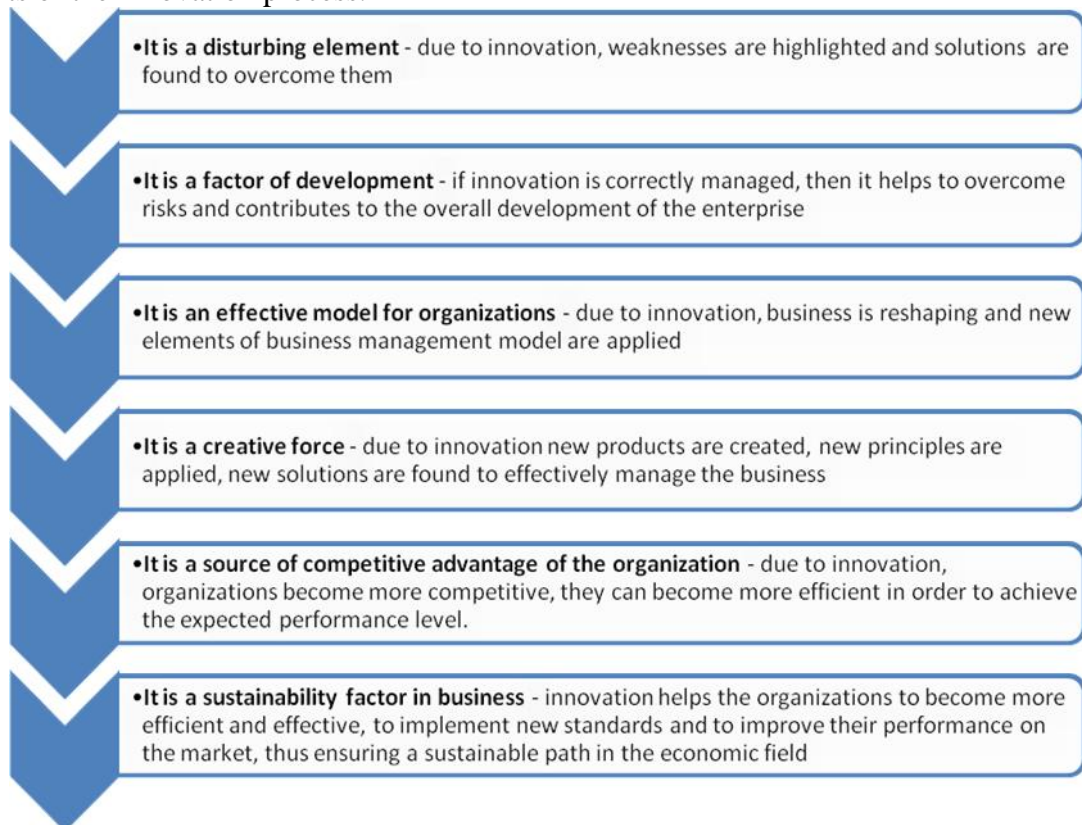 process.
•It is a disturbing element - due to innovation, weaknesses are highlighted and solutions are
found to overcome them
•It is a factor of development - if innovation is correctly managed, then it helps to overcome
risks and contributes to the overall development of the enterprise
•It is an effective model for organizations - due to innovation, business is reshaping and new
elements of business management model are applied
•It is a creative force - due to innovation new products are created, new principles are
applied, new solutions are found to effectively manage the business
•It is a source of competitive advantage of the organization - due to innovation,
organizations become more competitive, they can become more efficient in order to achieve
the expected performance level.
•It is a sustainability factor in business - innovation helps the organizations to become more
efficient and effective, to implement new standards and to improve their performance on
the market, thus ensuring a sustainable path in the economic field